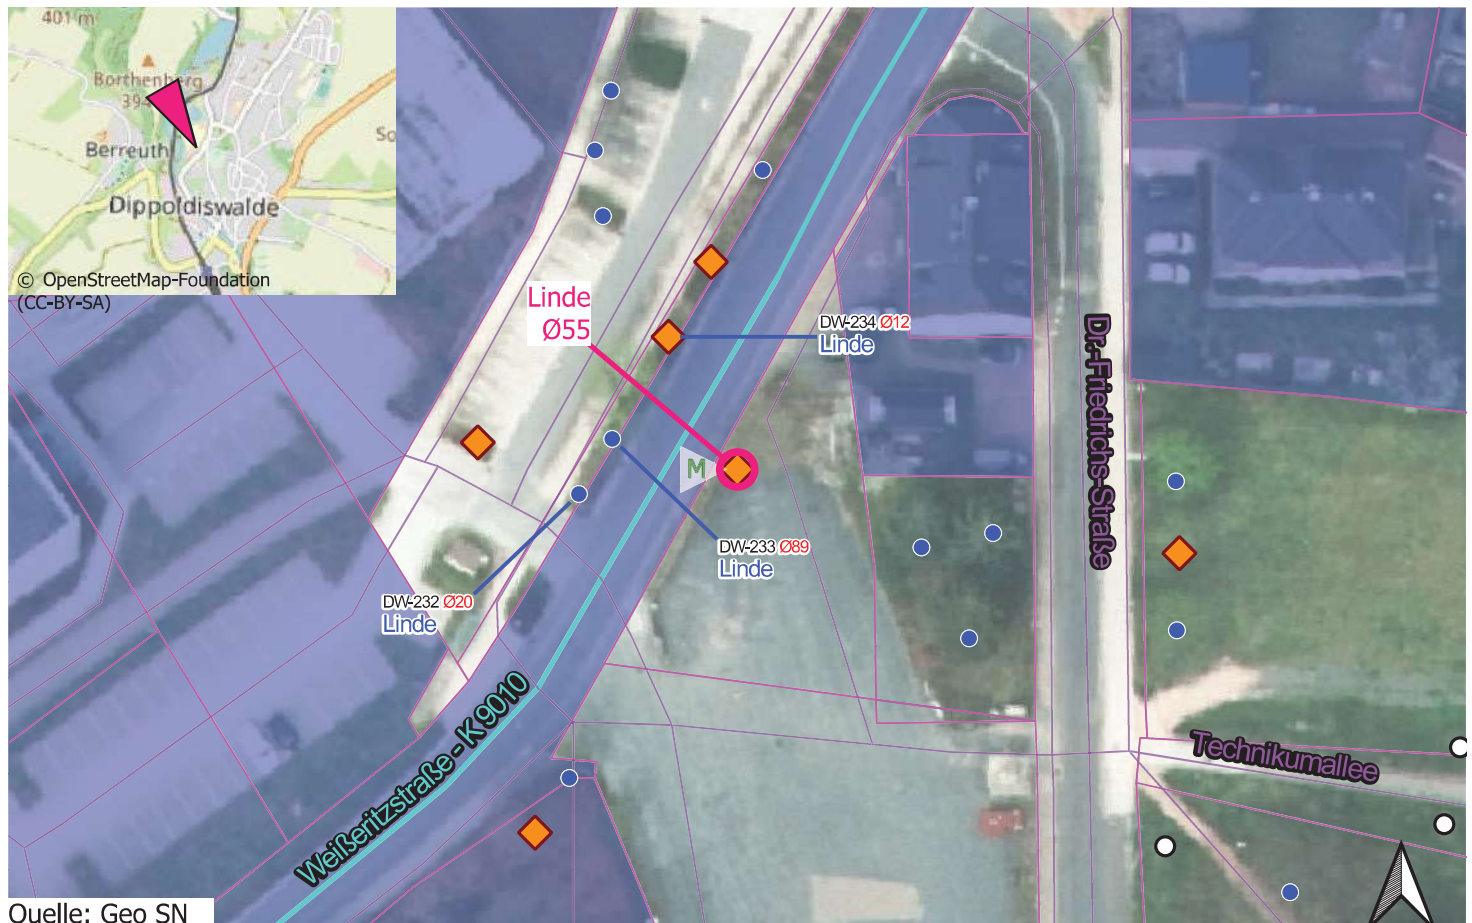 401 m
Borthenberg
39
Berreuth
So
Dippoldiswalde
© OpenStreetMap-Foundation
(CC-BY-SA)
Linde
Ø55
DW-234 Ø12
Linde
M
DW-233 Ø89
Linde
DW-232 Ø20
Linde
Dr.-Friedrichs-Straße
Weißeritzstraße - K 9010
Technikumallee
Quelle: Geo SN